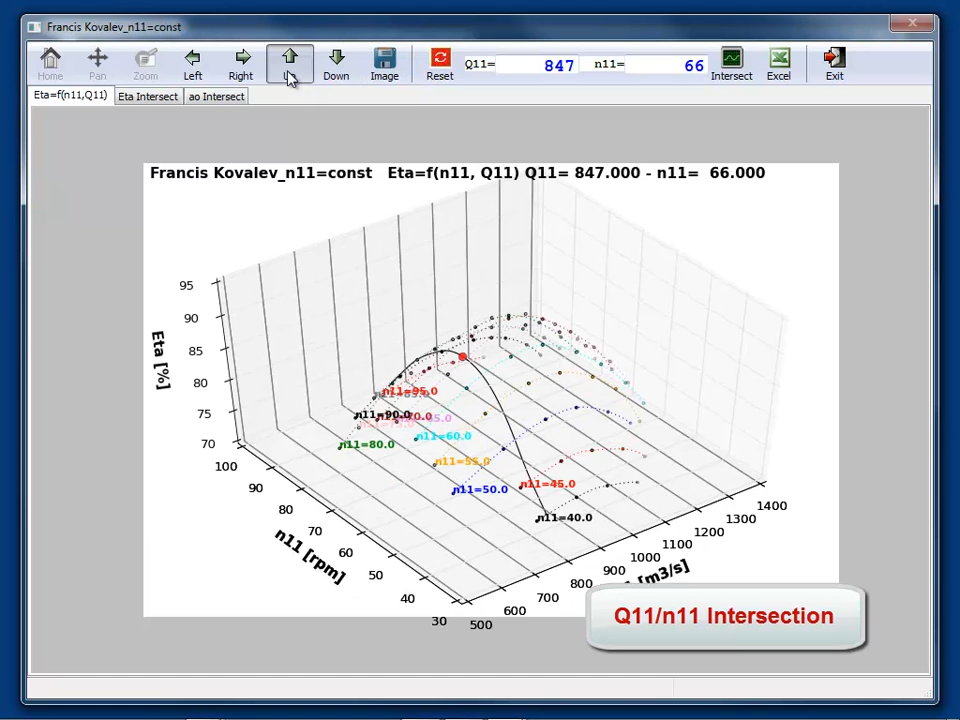 Francis Kovalev_n11=const
Home Pan Zoom Left Right Down Image Reset Q11= 847 n11= 66 Intersect Excel Exit
Eta=f(n11,Q11) Eta Intersect ao Intersect
Francis Kovalev_n11=const Eta=f(n11, Q11) Q11= 847.000 - n11= 66.000
95
90
85
80
75
70
Eta [%]
100
90
80
70
60
50
40
30
n11 [rpm]
500
600
700
800
900
1000
1100
1200
1300
1400
[m3/s]
n11=95.0
n11=90.0
n11=80.0
n11=60.0
n11=55.0
n11=50.0
n11=45.0
n11=40.0
Q11/n11 Intersection